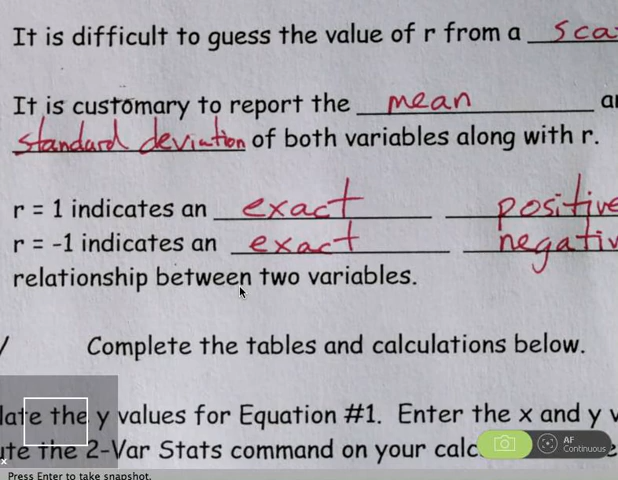 It is difficult to guess the value of r from a sca
It is customary to report the mean a
standard deviation of both variables along with r.
r = 1 indicates an exact positive
r = -1 indicates an exact negativ
relationship between two variables.
Complete the tables and calculations below.
late the y values for Equation #1. Enter the x and y v
ute the 2-Var Stats command on your calc
AF
Continuous
Press Enter to take snapshot.